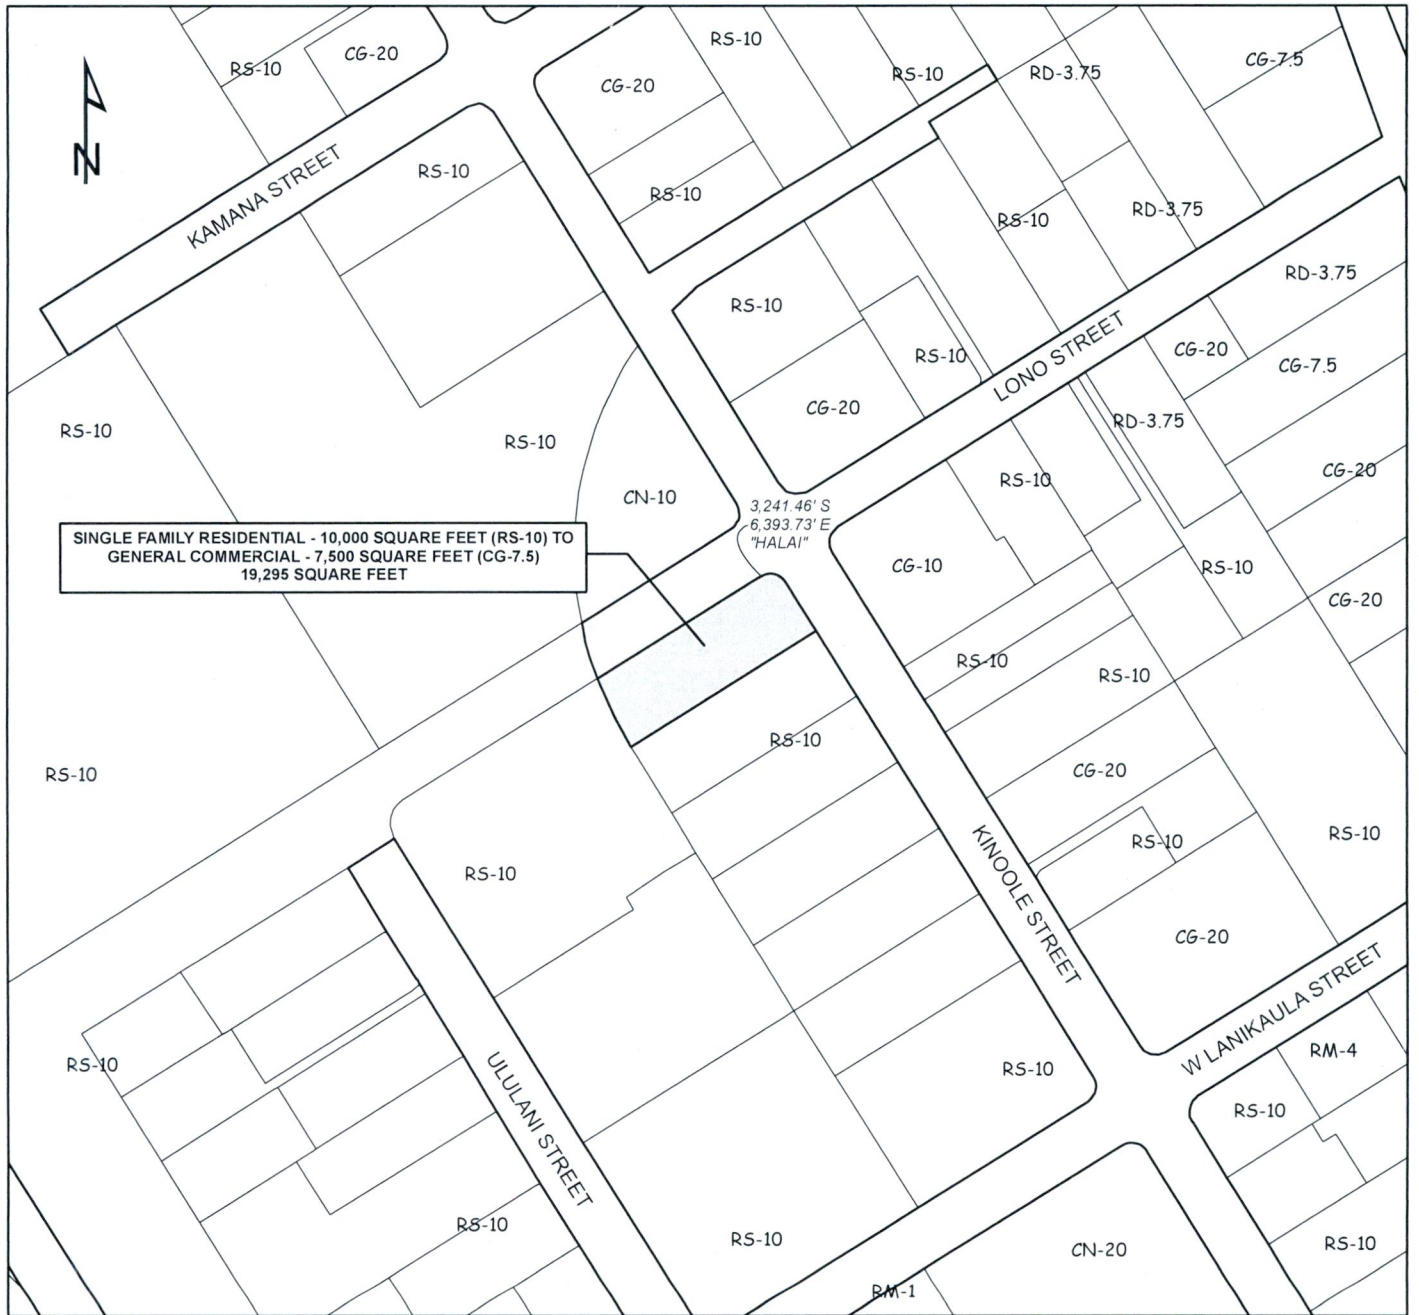 RS-10
CG-20
RS-10
CG-20
RS-10
RD-3.75
CG-7.5
N
KAMANA STREET
RS-10
RS-10
RS-10
RD-3.75
RD-3.75
RS-10
LONO STREET
CG-20
CG-7.5
RS-10
CG-20
RD-3.75
RS-10
RS-10
CN-10
RS-10
CG-20
3,241.46' S
6,393.73' E
"HALAI"
SINGLE FAMILY RESIDENTIAL - 10,000 SQUARE FEET (RS-10) TO
GENERAL COMMERCIAL - 7,500 SQUARE FEET (CG-7.5)
19,295 SQUARE FEET
CG-10
RS-10
CG-20
RS-10
RS-10
RS-10
RS-10
CG-20
RS-10
RS-10
RS-10
KINOOLE STREET
CG-20
W LANIKAULA STREET
RS-10
ULULANI STREET
RS-10
RM-4
RS-10
RS-10
RS-10
CN-20
RS-10
RM-1